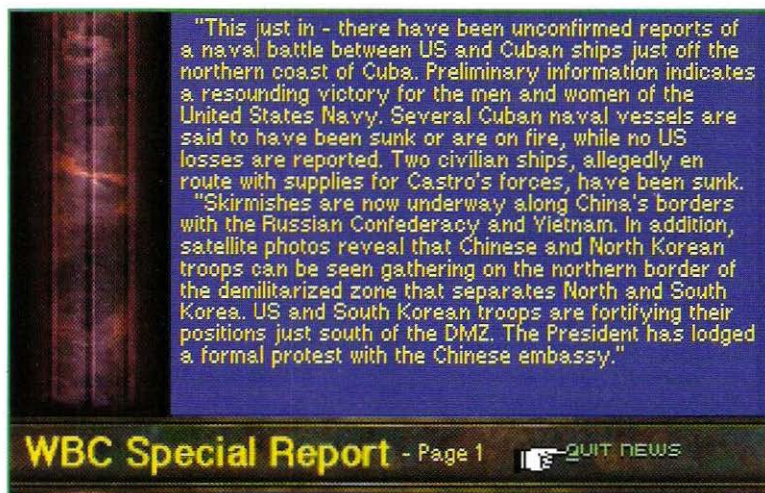 "This just in - there have been unconfirmed reports of
a naval battle between US and Cuban ships just off the
northern coast of Cuba. Preliminary information indicates
a resounding victory for the men and women of the
United States Navy. Several Cuban naval vessels are
said to have been sunk or are on fire, while no US
losses are reported. Two civilian ships, allegedly en
route with supplies for Castro's forces, have been sunk.
"Skirmishes are now underway along China's borders
with the Russian Confederacy and Vietnam. In addition,
satellite photos reveal that Chinese and North Korean
troops can be seen gathering on the northern border of
the demilitarized zone that separates North and South
Korea. US and South Korean troops are fortifying their
positions just south of the DMZ. The President has lodged
a formal protest with the Chinese embassy."
WBC Special Report - Page 1 QUIT NEWS